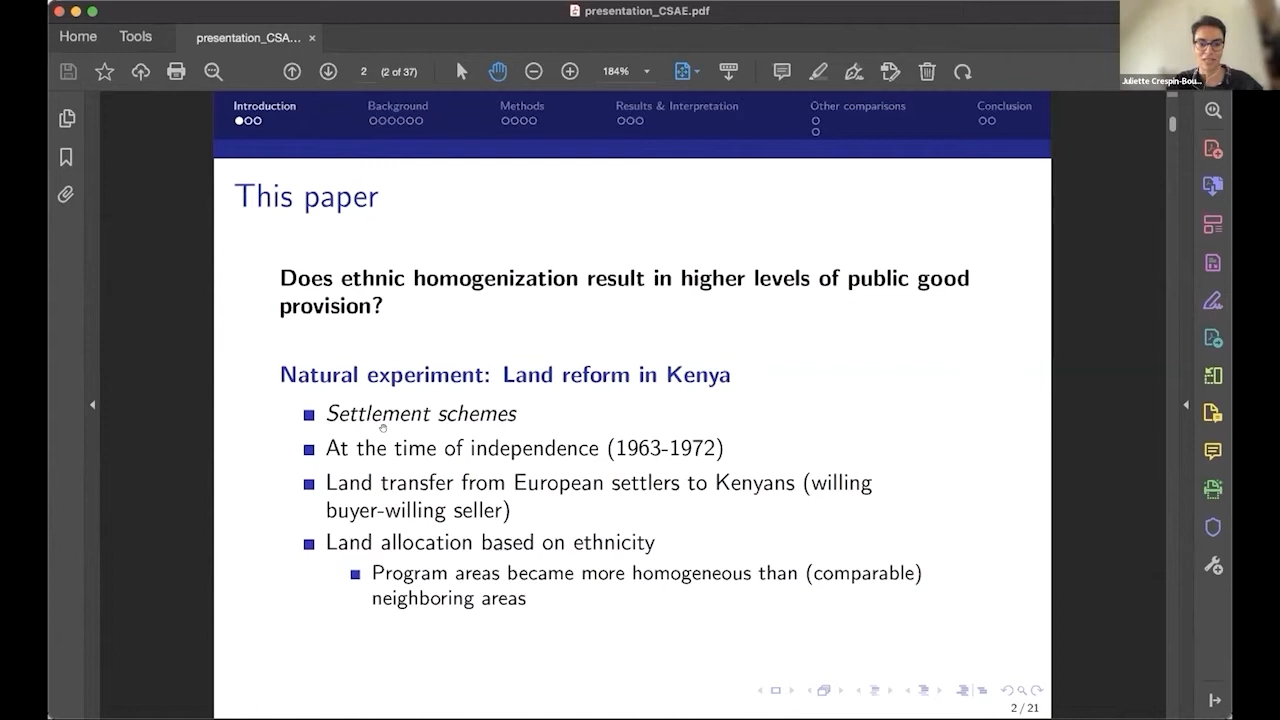 presentation_CSAE.pdf
Home
Tools
presentation_CSA...
2
(2 of 37)
184%
Juliette Crespin-Bou...
Introduction
Background
Methods
Results & Interpretation
Other comparisons
Conclusion
This paper
Does ethnic homogenization result in higher levels of public good
provision?
Natural experiment: Land reform in Kenya
Settlement schemes
At the time of independence (1963-1972)
Land transfer from European settlers to Kenyans (willing
buyer-willing seller)
Land allocation based on ethnicity
Program areas became more homogeneous than (comparable)
neighboring areas
2 / 21